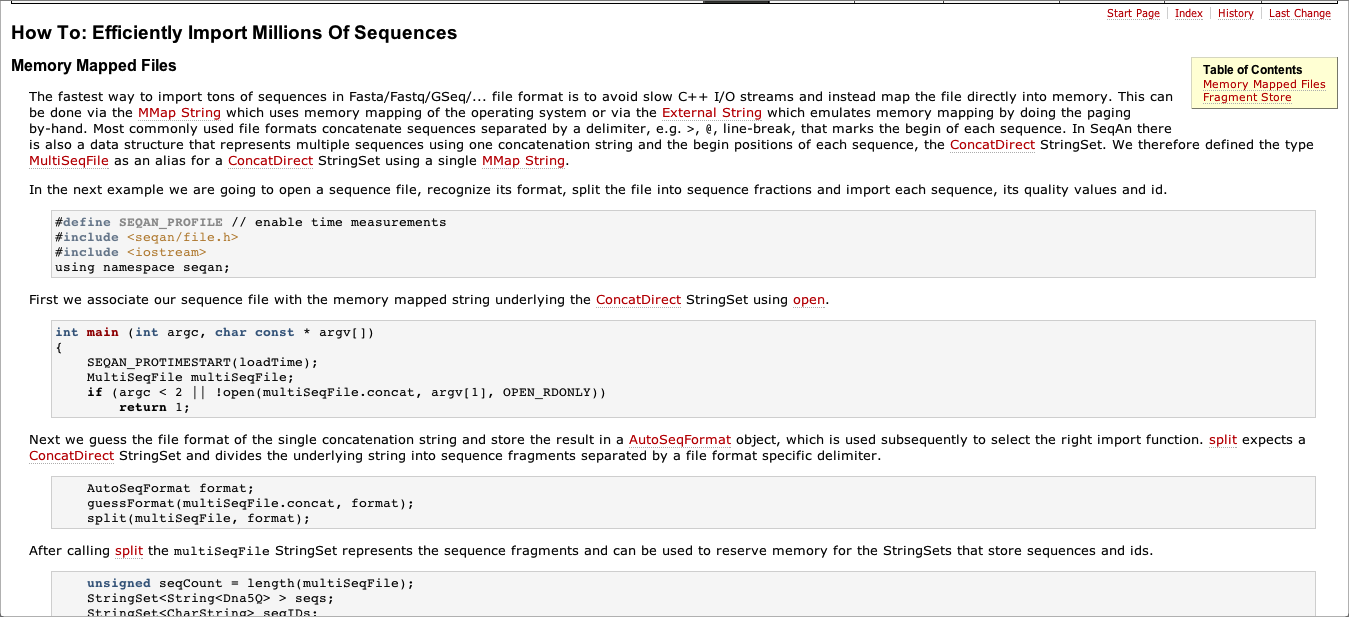 Start Page Index History Last Change
How To: Efficiently Import Millions Of Sequences
Memory Mapped Files
Table of Contents
Memory Mapped Files
Fragment Store
The fastest way to import tons of sequences in Fasta/Fastq/GSeq/... file format is to avoid slow C++ I/O streams and instead map the file directly into memory. This can
be done via the MMap String which uses memory mapping of the operating system or via the External String which emulates memory mapping by doing the paging
by-hand. Most commonly used file formats concatenate sequences separated by a delimiter, e.g. >, @, line-break, that marks the begin of each sequence. In SeqAn there
is also a data structure that represents multiple sequences using one concatenation string and the begin positions of each sequence, the ConcatDirect StringSet. We therefore defined the type
MultiSeqFile as an alias for a ConcatDirect StringSet using a single MMap String.
In the next example we are going to open a sequence file, recognize its format, split the file into sequence fractions and import each sequence, its quality values and id.
#define SEQAN_PROFILE // enable time measurements
#include <seqan/file.h>
#include <iostream>
using namespace seqan;
First we associate our sequence file with the memory mapped string underlying the ConcatDirect StringSet using open.
int main (int argc, char const * argv[])
{
    SEQAN_PROTIMESTART(loadTime);
    MultiSeqFile multiSeqFile;
    if (argc < 2 || !open(multiSeqFile.concat, argv[1], OPEN_RDONLY))
        return 1;
Next we guess the file format of the single concatenation string and store the result in a AutoSeqFormat object, which is used subsequently to select the right import function. split expects a
ConcatDirect StringSet and divides the underlying string into sequence fragments separated by a file format specific delimiter.
    AutoSeqFormat format;
    guessFormat(multiSeqFile.concat, format);
    split(multiSeqFile, format);
After calling split the multiSeqFile StringSet represents the sequence fragments and can be used to reserve memory for the StringSets that store sequences and ids.
    unsigned seqCount = length(multiSeqFile);
    StringSet<String<Dna5Q> > seqs;
    StringSet<CharString> seqIDs;